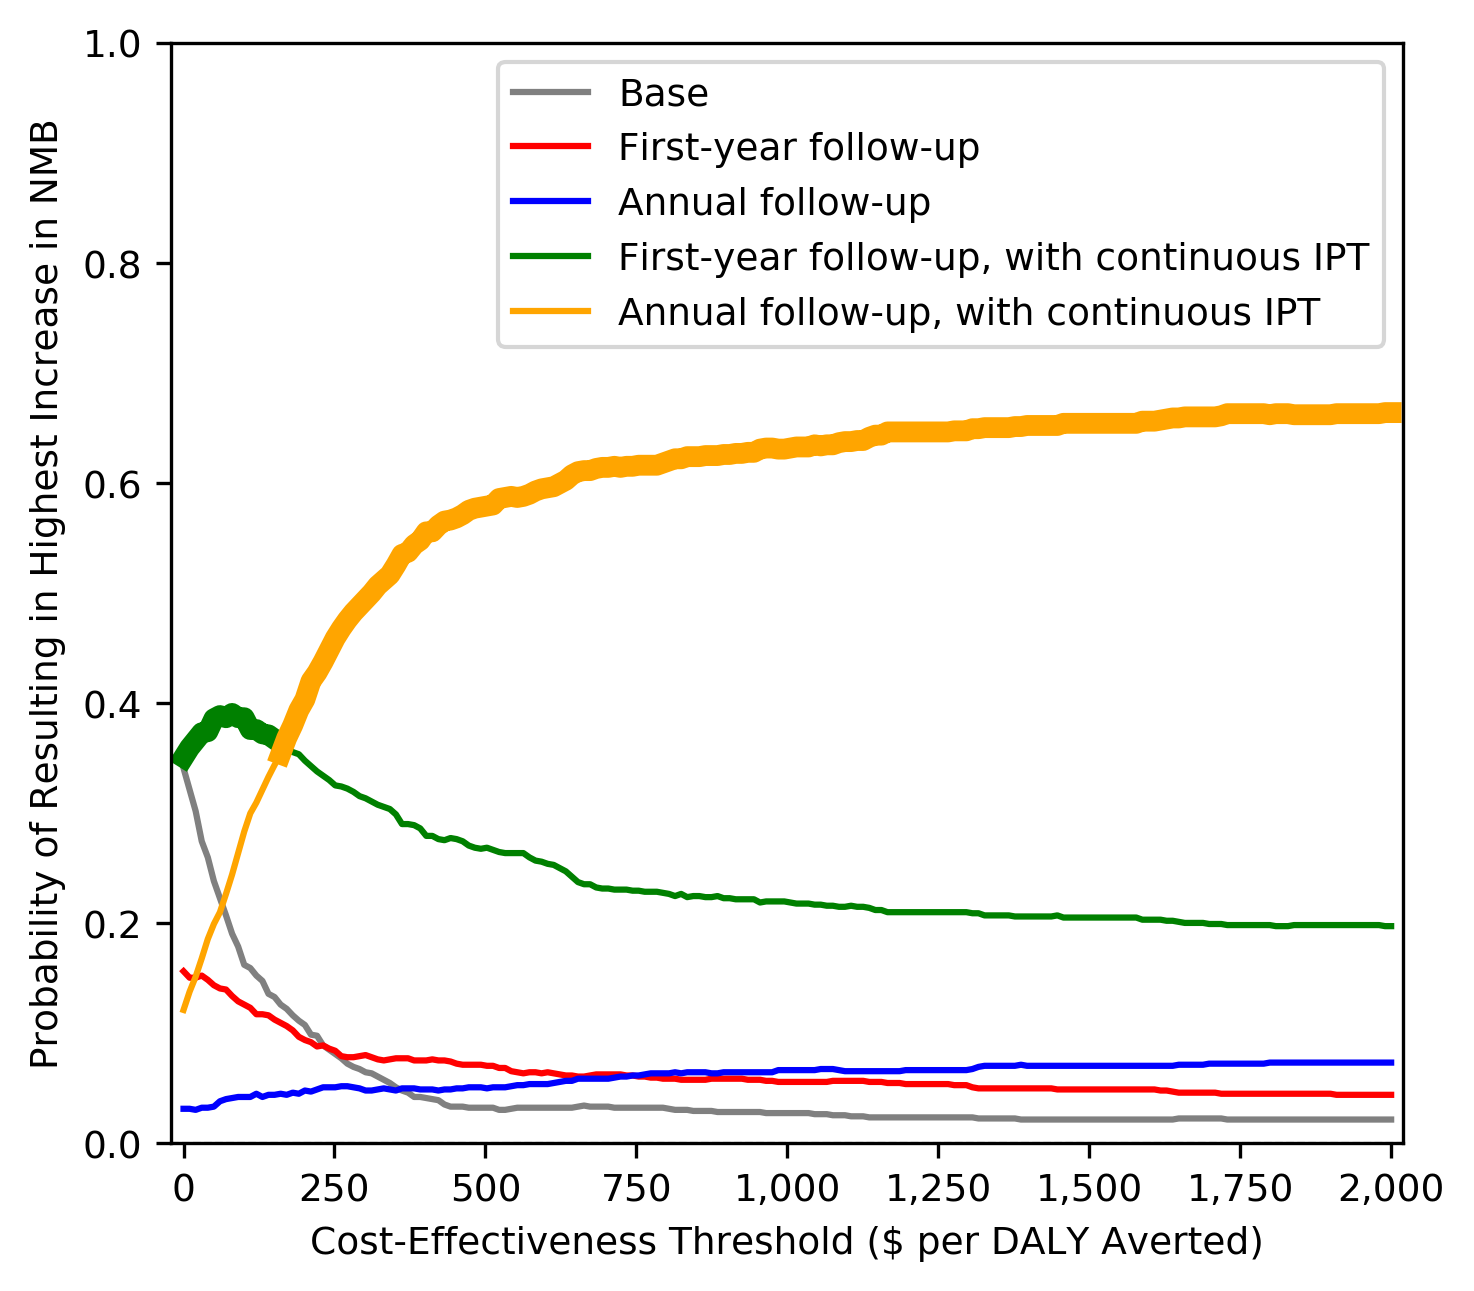 Probability of Resulting in Highest Increase in NMB
1.0
0.8
0.6
0.4
0.2
0.0
Base
First-year follow-up
Annual follow-up
First-year follow-up, with continuous IPT
Annual follow-up, with continuous IPT
0 250 500 750 1,000 1,250 1,500 1,750 2,000
Cost-Effectiveness Threshold ($ per DALY Averted)